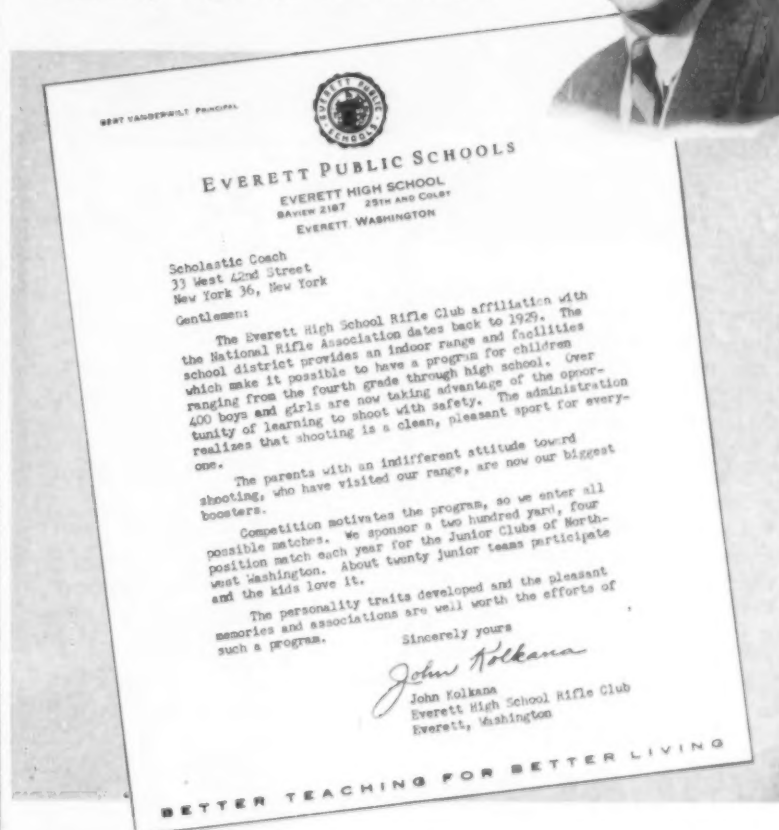 BERT VANDERWILT PRINCIPAL
EVERETT PUBLIC
SCHOOLS
EVERETT PUBLIC SCHOOLS
EVERETT HIGH SCHOOL
BAVIEW 2187 25TH AND COLBY
EVERETT, WASHINGTON
Scholastic Coach
33 West 42nd Street
New York 36, New York
Gentlemen:
The Everett High School Rifle Club affiliation with
the National Rifle Association dates back to 1929. The
school district provides an indoor range and facilities
which make it possible to have a program for children
ranging from the fourth grade through high school. Over
400 boys and girls are now taking advantage of the oppor-
tunity of learning to shoot with safety. The administration
realizes that shooting is a clean, pleasant sport for every-
one.
The parents with an indifferent attitude toward
shooting, who have visited our range, are now our biggest
boosters.
Competition motivates the program, so we enter all
possible matches. We sponsor a two hundred yard, four
position match each year for the Junior Clubs of North-
west Washington. About twenty junior teams participate
and the kids love it.
The personality traits developed and the pleasant
memories and associations are well worth the efforts of
such a program.
Sincerely yours
John Kolkana
John Kolkana
Everett High School Rifle Club
Everett, Washington
BETTER TEACHING FOR BETTER LIVING